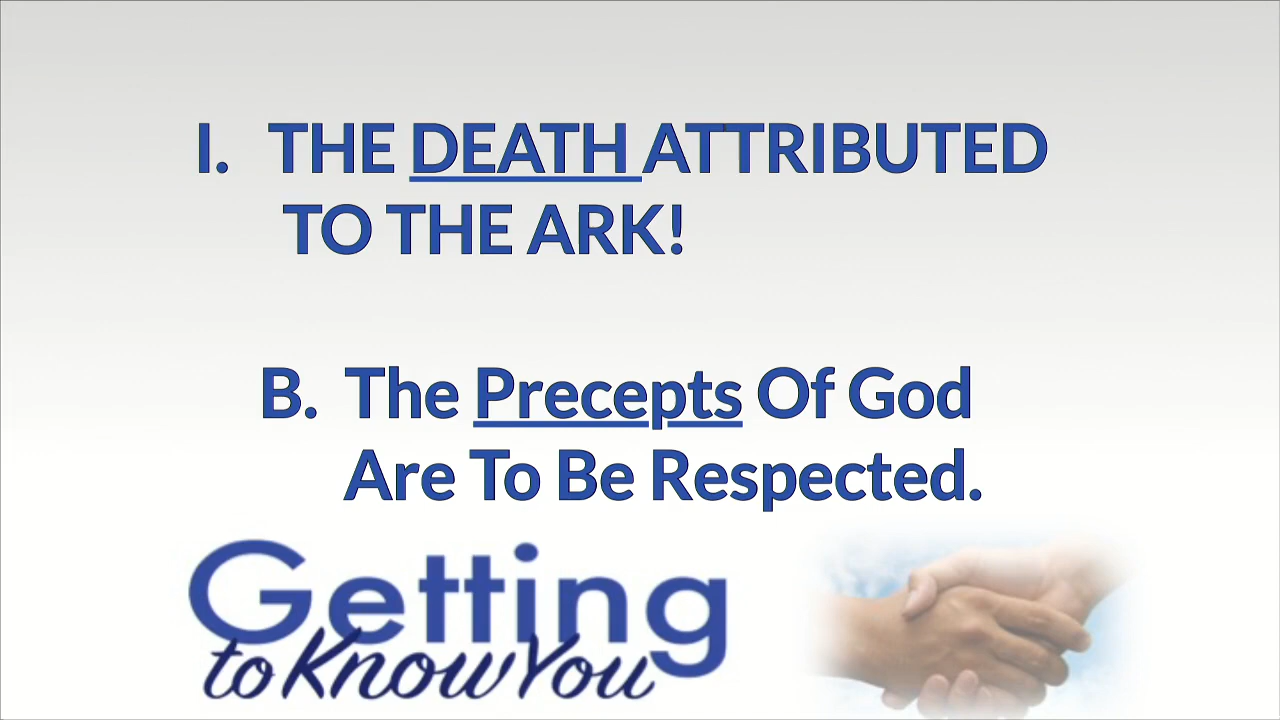 I. THE DEATH ATTRIBUTED
TO THE ARK!
B. The Precepts Of God
Are To Be Respected.
Getting
to Know You